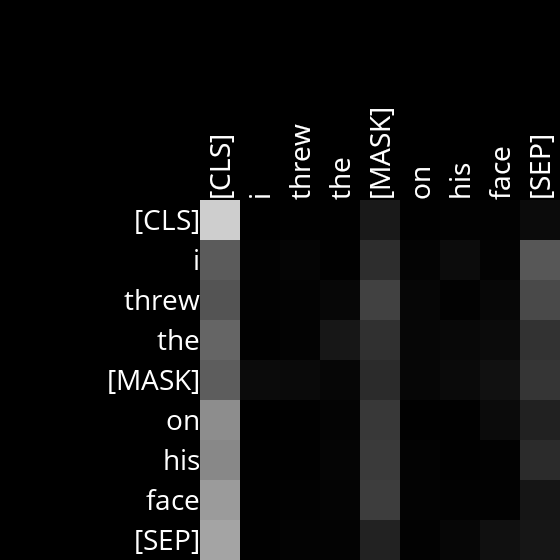 [CLS] i threw the [MASK] on his face [SEP]
[CLS]
i
threw
the
[MASK]
on
his
face
[SEP]